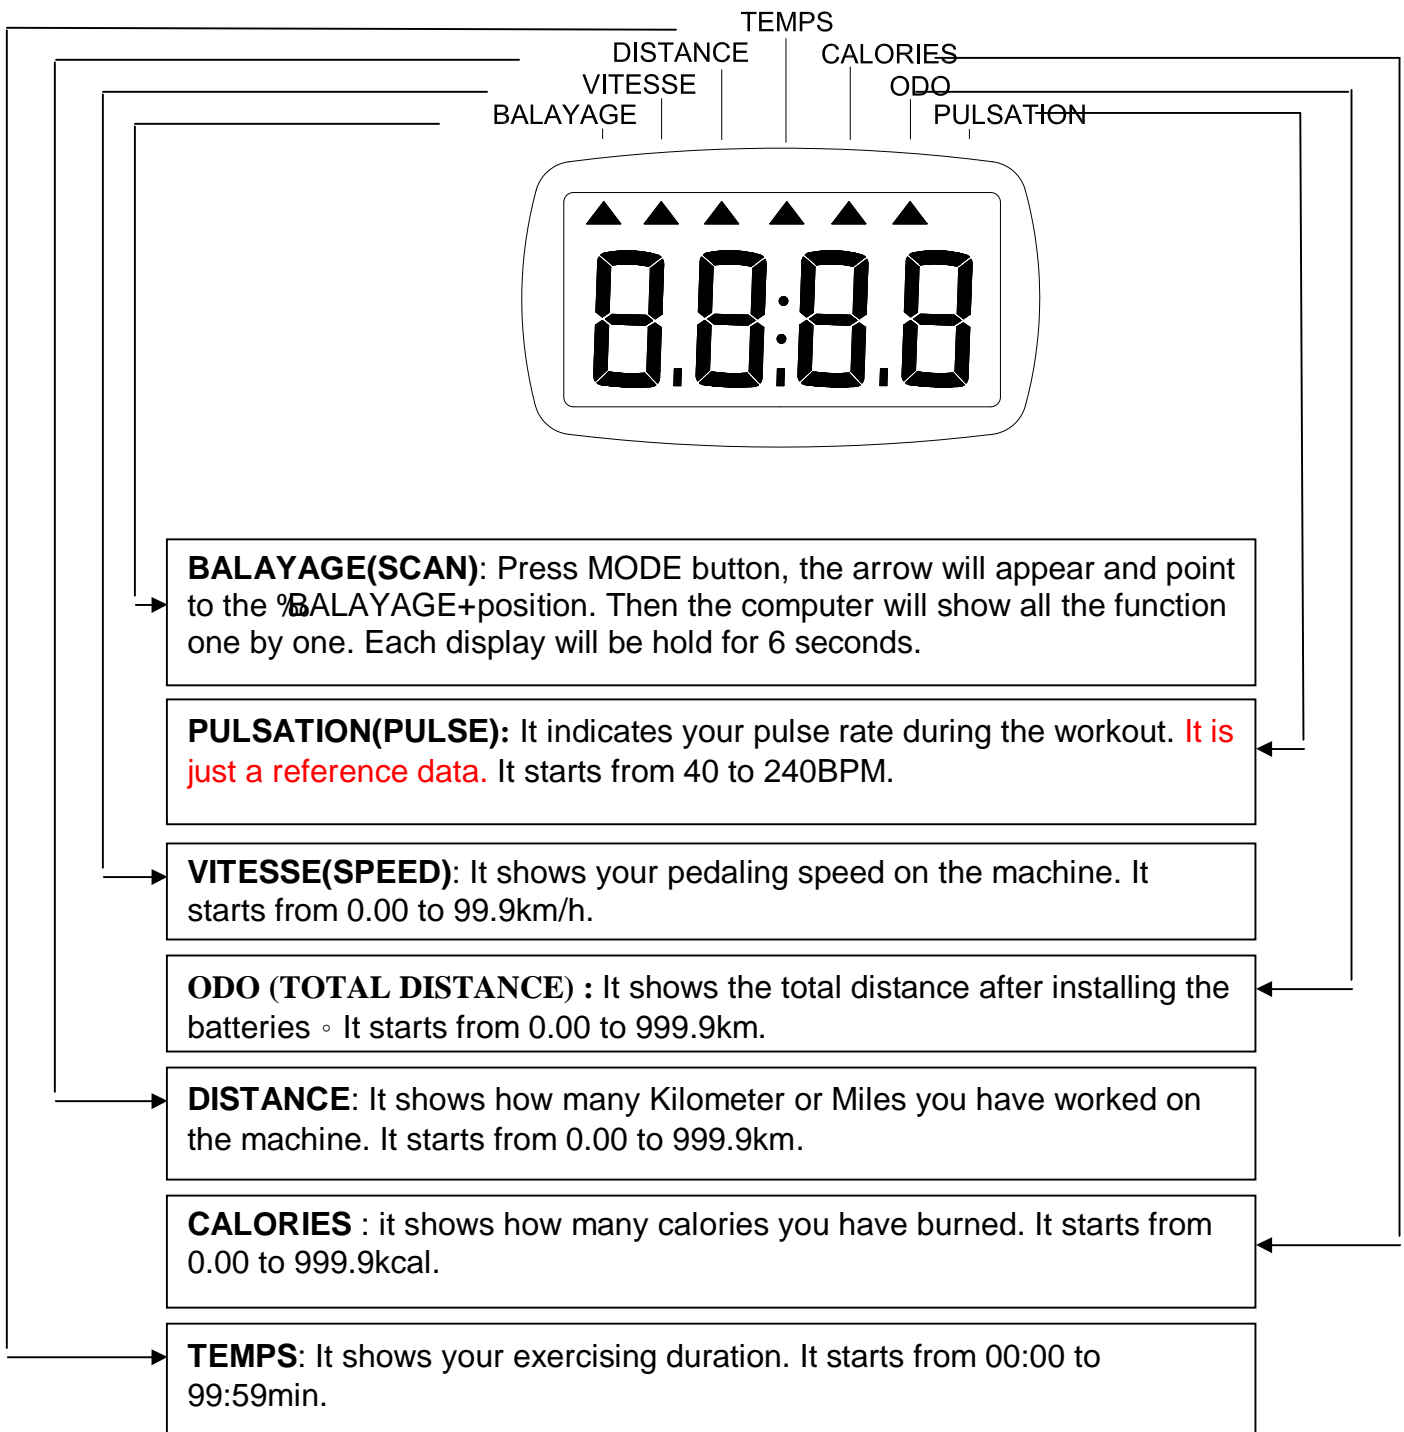 TEMPS
DISTANCE CALORIES
VITESSE ODO
BALAYAGE PULSATION
88:8.8
BALAYAGE(SCAN): Press MODE button, the arrow will appear and point
to the ‰BALAYAGE+position. Then the computer will show all the function
one by one. Each display will be hold for 6 seconds.
PULSATION(PULSE): It indicates your pulse rate during the workout. It is
just a reference data. It starts from 40 to 240BPM.
VITESSE(SPEED): It shows your pedaling speed on the machine. It
starts from 0.00 to 99.9km/h.
ODO (TOTAL DISTANCE) : It shows the total distance after installing the
batteries。It starts from 0.00 to 999.9km.
DISTANCE: It shows how many Kilometer or Miles you have worked on
the machine. It starts from 0.00 to 999.9km.
CALORIES : it shows how many calories you have burned. It starts from
0.00 to 999.9kcal.
TEMPS: It shows your exercising duration. It starts from 00:00 to
99:59min.